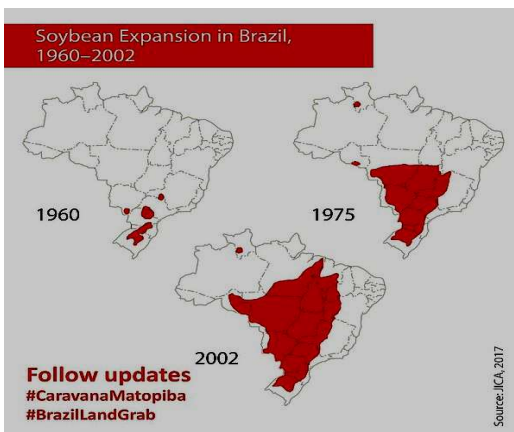 Soybean Expansion in Brazil,
1960–2002
1960
1975
2002
Follow updates
#CaravanaMatopiba
#BrazilLandGrab
Source: JICA, 2017